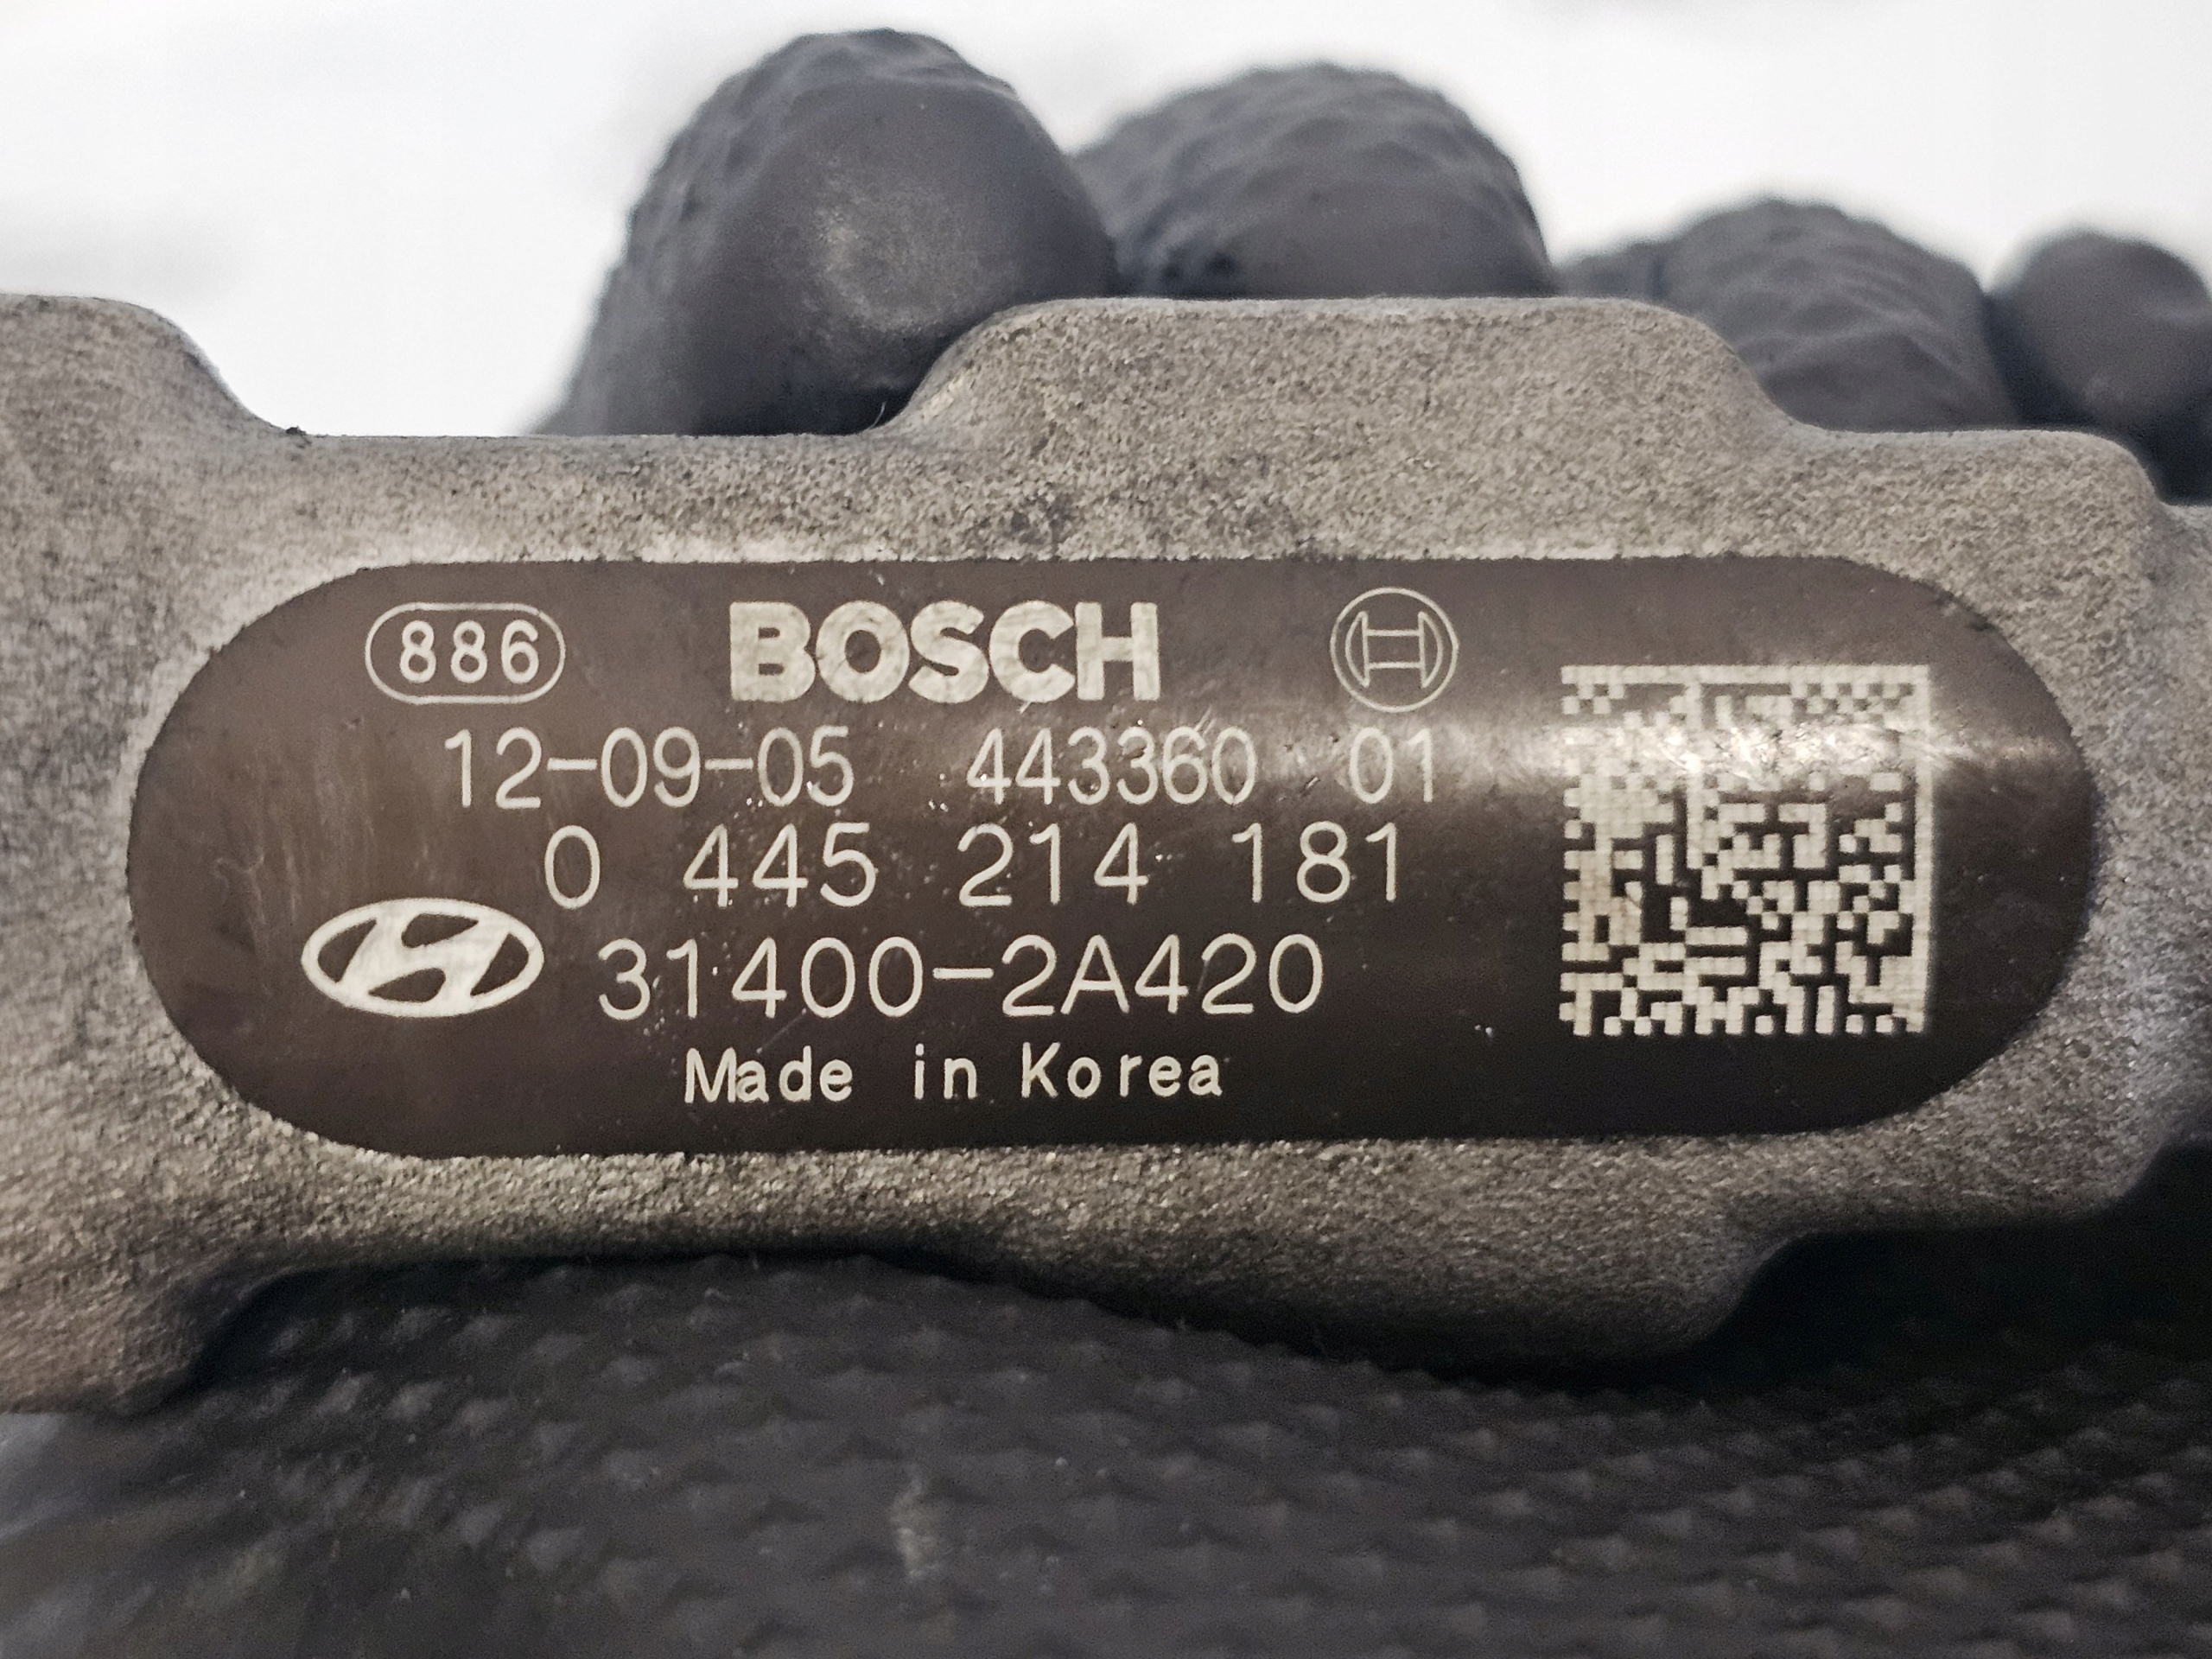 886 BOSCH
12-09-05 443360 01
0 445 214 181
31400-2A420
Made in Korea